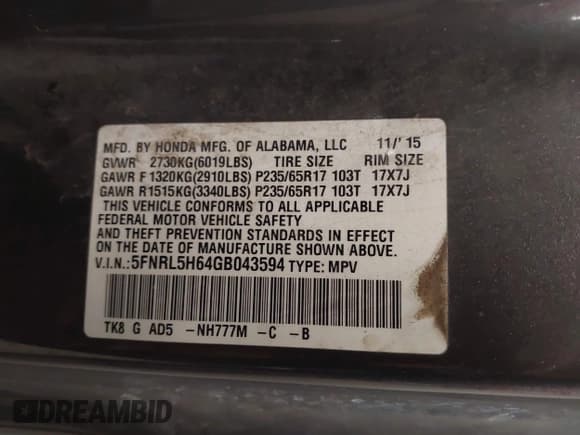 MFD. BY HONDA MFG. OF ALABAMA, LLC 11/' 15
GVWR 2730KG(6019LBS) TIRE SIZE RIM SIZE
GAWR F 1320KG(2910LBS) P235/65R17 103T 17X7J
GAWR R1515KG(3340LBS) P235/65R17 103T 17X7J
THIS VEHICLE CONFORMS TO ALL APPLICABLE
FEDERAL MOTOR VEHICLE SAFETY
AND THEFT PREVENTION STANDARDS IN EFFECT
ON THE DATE OF MANUFACTURE SHOWN ABOVE.
V.I.N.:5FNRL5H64GB043594 TYPE: MPV
TK8 G AD5 -NH777M -C -B
DREAMBID